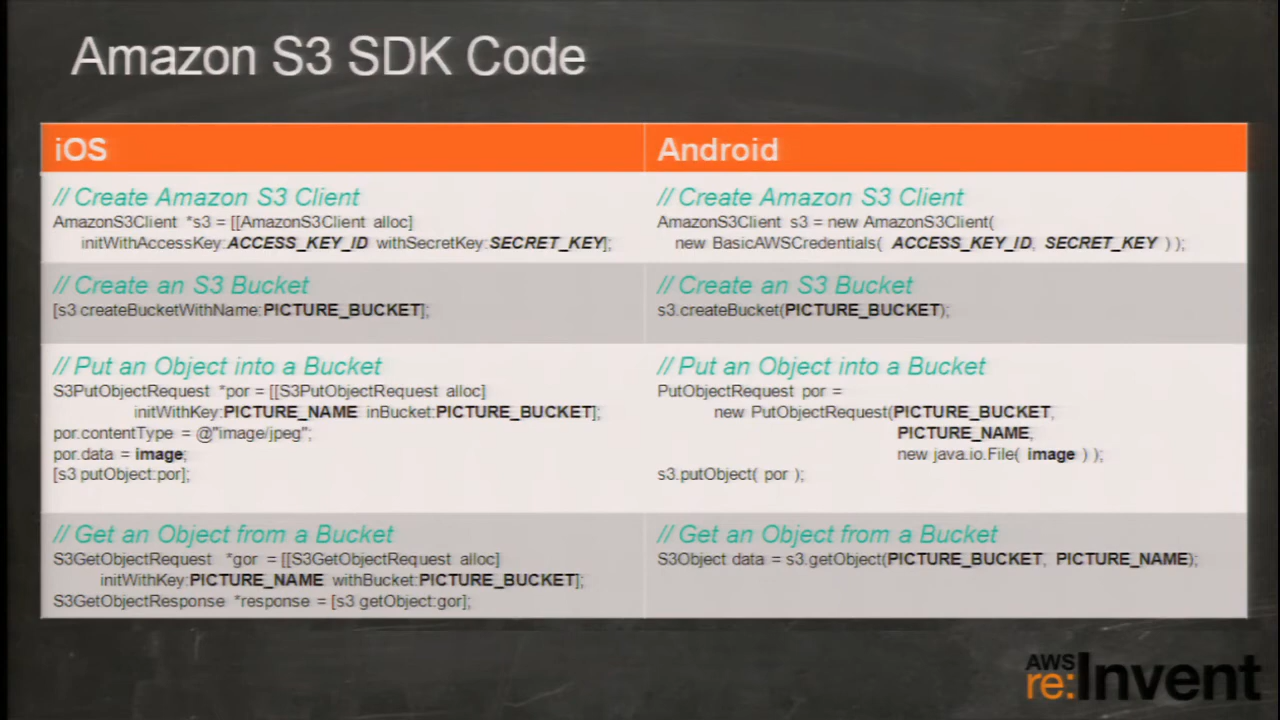 Amazon S3 SDK Code
iOS
Android
// Create Amazon S3 Client
AmazonS3Client *s3 = [[AmazonS3Client alloc]
initWithAccessKey:ACCESS_KEY_ID withSecretKey:SECRET_KEY];
// Create Amazon S3 Client
AmazonS3Client s3 = new AmazonS3Client(
new BasicAWSCredentials( ACCESS_KEY_ID, SECRET_KEY ) );
// Create an S3 Bucket
[s3 createBucketWithName:PICTURE_BUCKET];
// Create an S3 Bucket
s3.createBucket(PICTURE_BUCKET);
// Put an Object into a Bucket
S3PutObjectRequest *por = [[S3PutObjectRequest alloc]
initWithKey:PICTURE_NAME inBucket:PICTURE_BUCKET];
por.contentType = @"image/jpeg";
por.data = image;
[s3 putObject:por];
// Put an Object into a Bucket
PutObjectRequest por =
new PutObjectRequest(PICTURE_BUCKET,
PICTURE_NAME,
new java.io.File( image ) );
s3.putObject( por );
// Get an Object from a Bucket
S3GetObjectRequest *gor = [[S3GetObjectRequest alloc]
initWithKey:PICTURE_NAME withBucket:PICTURE_BUCKET];
S3GetObjectResponse *response = [s3 getObject:gor];
// Get an Object from a Bucket
S3Object data = s3.getObject(PICTURE_BUCKET, PICTURE_NAME);
AWS
re:Invent